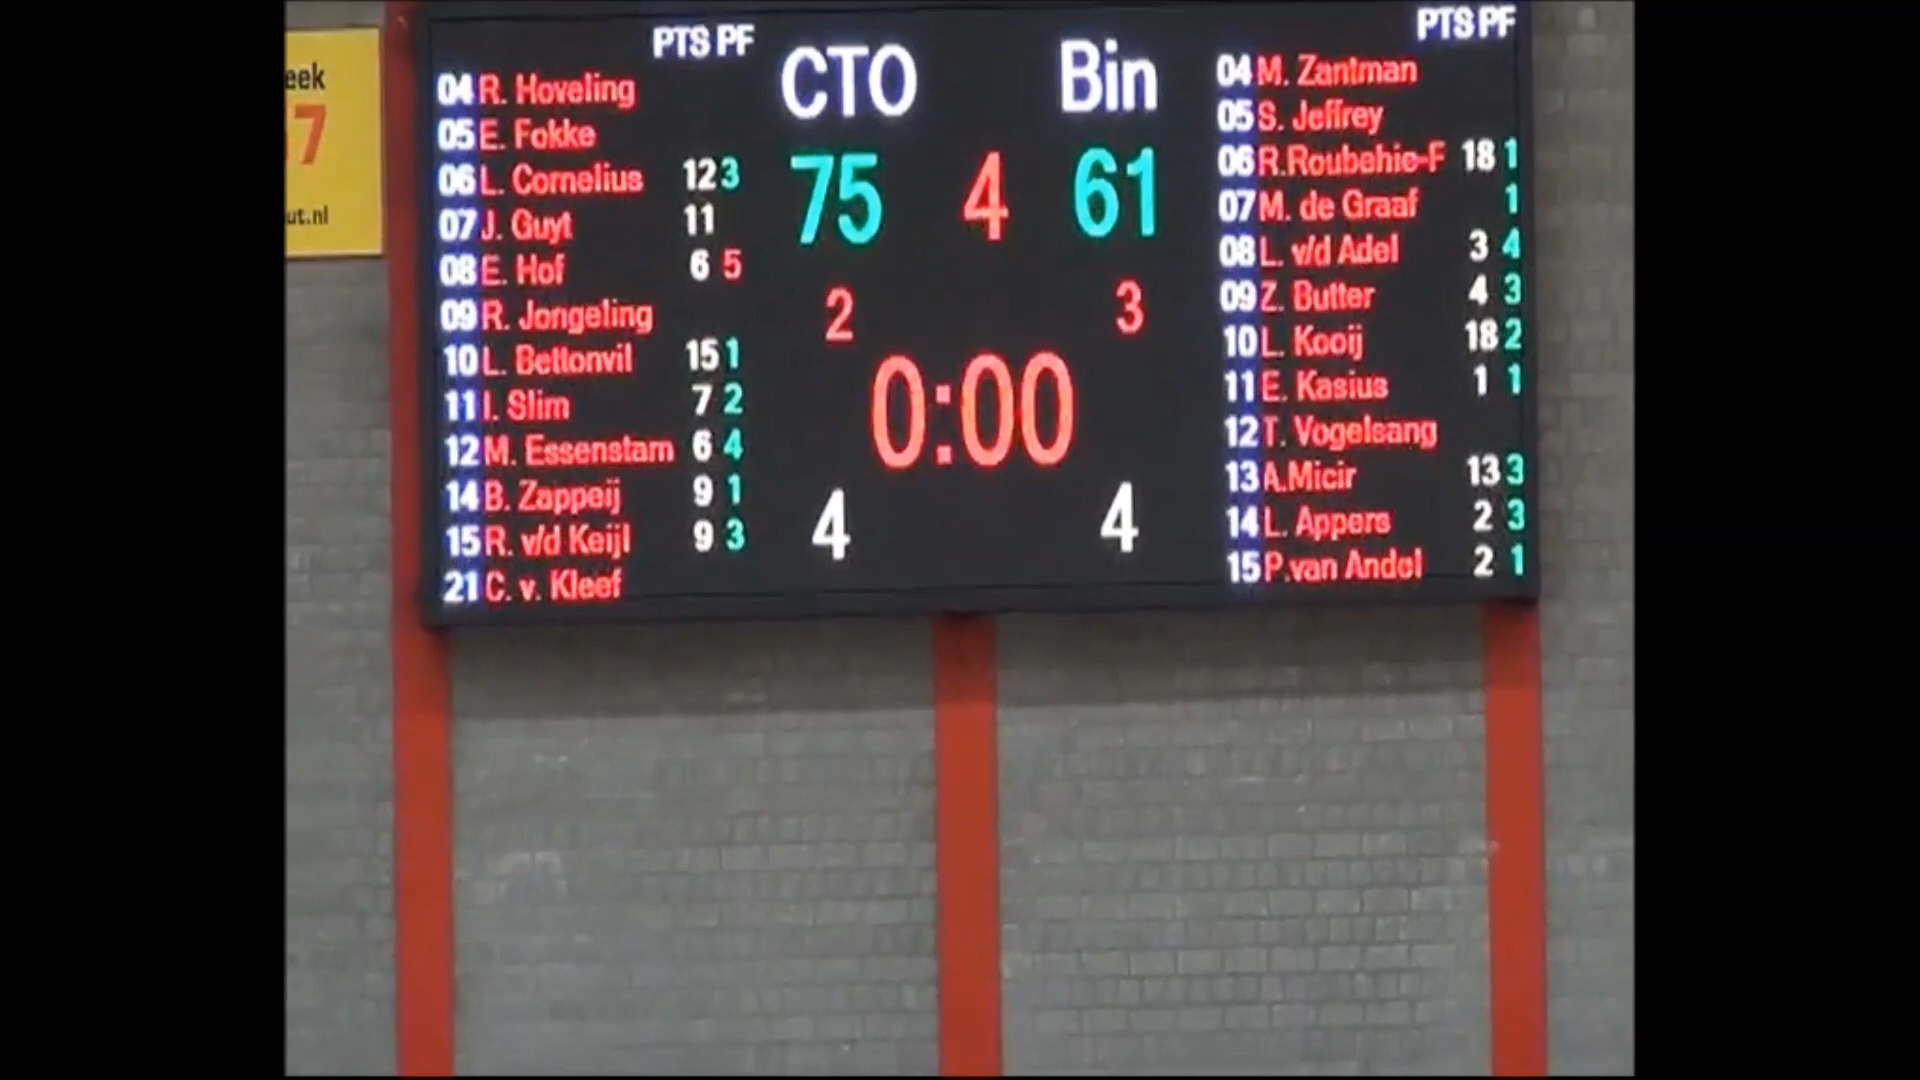 eek
17
ut.nl
PTS PF
04 R. Hoveling
05 E. Fokke
06 L. Cornelius 12 3
07 J. Guyt 11
08 E. Hof 6 5
09 R. Jongeling
10 L. Bettonvil 15 1
11 I. Slim 7 2
12 M. Essenstam 6 4
14 B. Zappeij 9 1
15 R. v/d Keijl 9 3
21 C. v. Kleef
CTO Bin
75 4 61
2 3
0:00
4 4
PTS PF
04 M. Zantman
05 S. Jeffrey
06 R.Roubehie-F 18 1
07 M. de Graaf 1
08 L. v/d Adel 3 4
09 Z. Butter 4 3
10 L. Kooij 18 2
11 E. Kasius 1 1
12 T. Vogelsang
13 A.Micir 13 3
14 L. Appers 2 3
15 P.van Andel 2 1